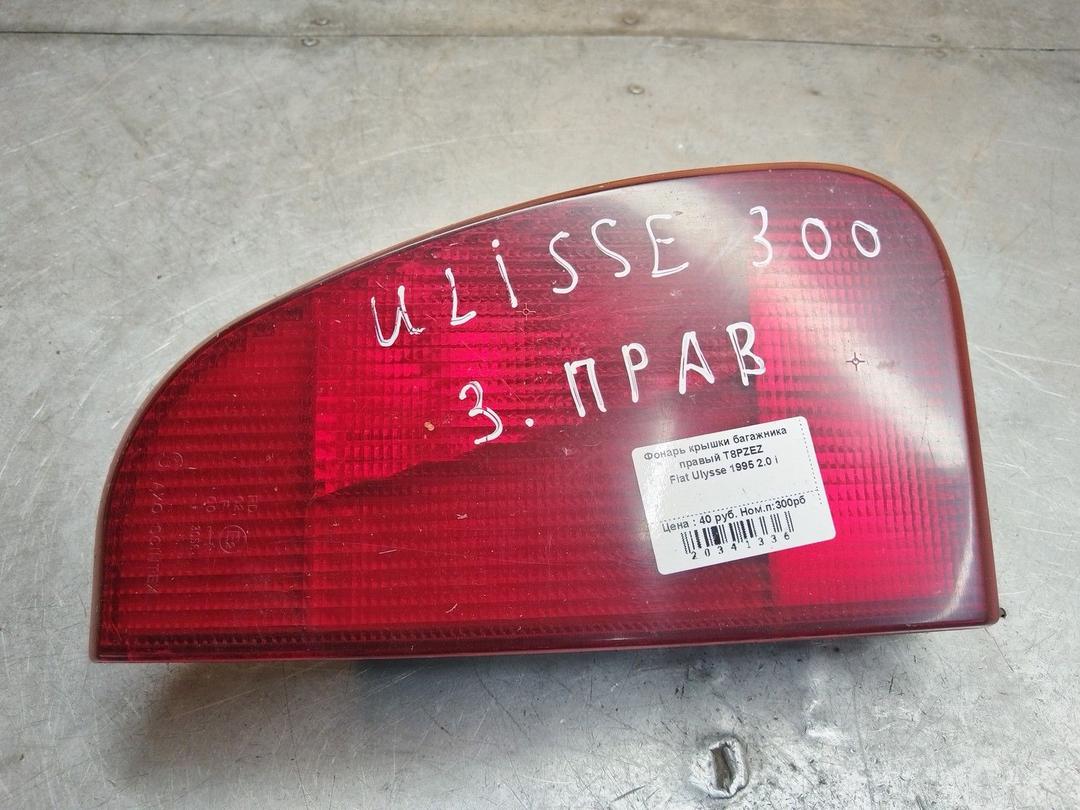 ULiSSE 300
З. ПРАВ
Фонарь крышки багажника
правый T8PZEZ
Fiat Ulysse 1995 2.0 i
Цена : 40 руб. Ном.п:300рб
20341336